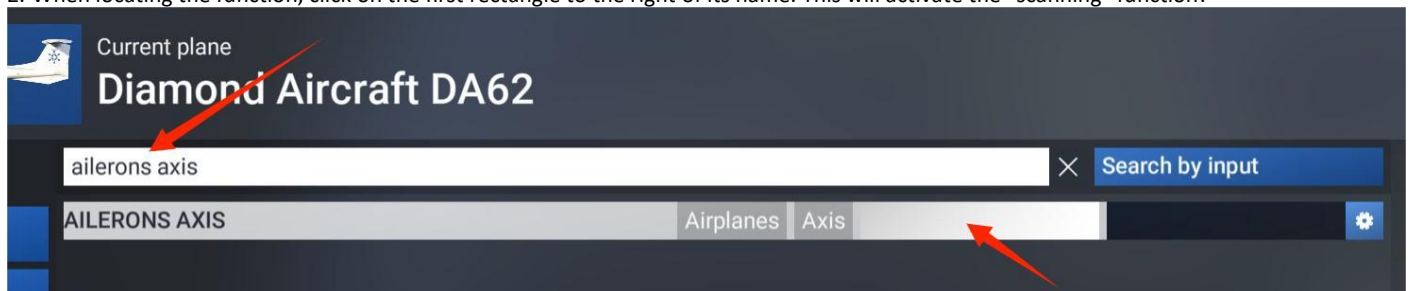 2. When locating the function, click on the first rectangle to the right of its name. This will activate the "scanning" function.
Current plane
Diamond Aircraft DA62
ailerons axis
Search by input
AILERONS AXIS Airplanes Axis